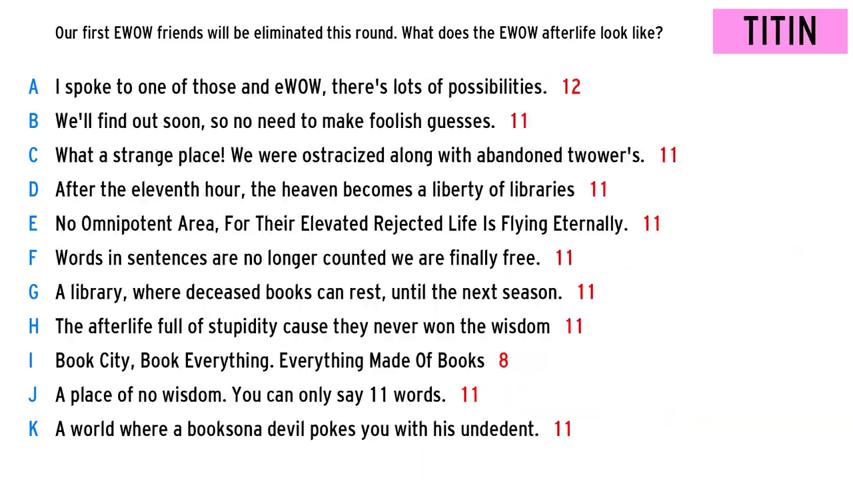 Our first EWOW friends will be eliminated this round. What does the EWOW afterlife look like?
TITIN
A I spoke to one of those and eWOW, there's lots of possibilities. 12
B We'll find out soon, so no need to make foolish guesses. 11
C What a strange place! We were ostracized along with abandoned twower's. 11
D After the eleventh hour, the heaven becomes a liberty of libraries 11
E No Omnipotent Area, For Their Elevated Rejected Life Is Flying Eternally. 11
F Words in sentences are no longer counted we are finally free. 11
G A library, where deceased books can rest, until the next season. 11
H The afterlife full of stupidity cause they never won the wisdom 11
I Book City, Book Everything. Everything Made Of Books 8
J A place of no wisdom. You can only say 11 words. 11
K A world where a booksona devil pokes you with his undedent. 11